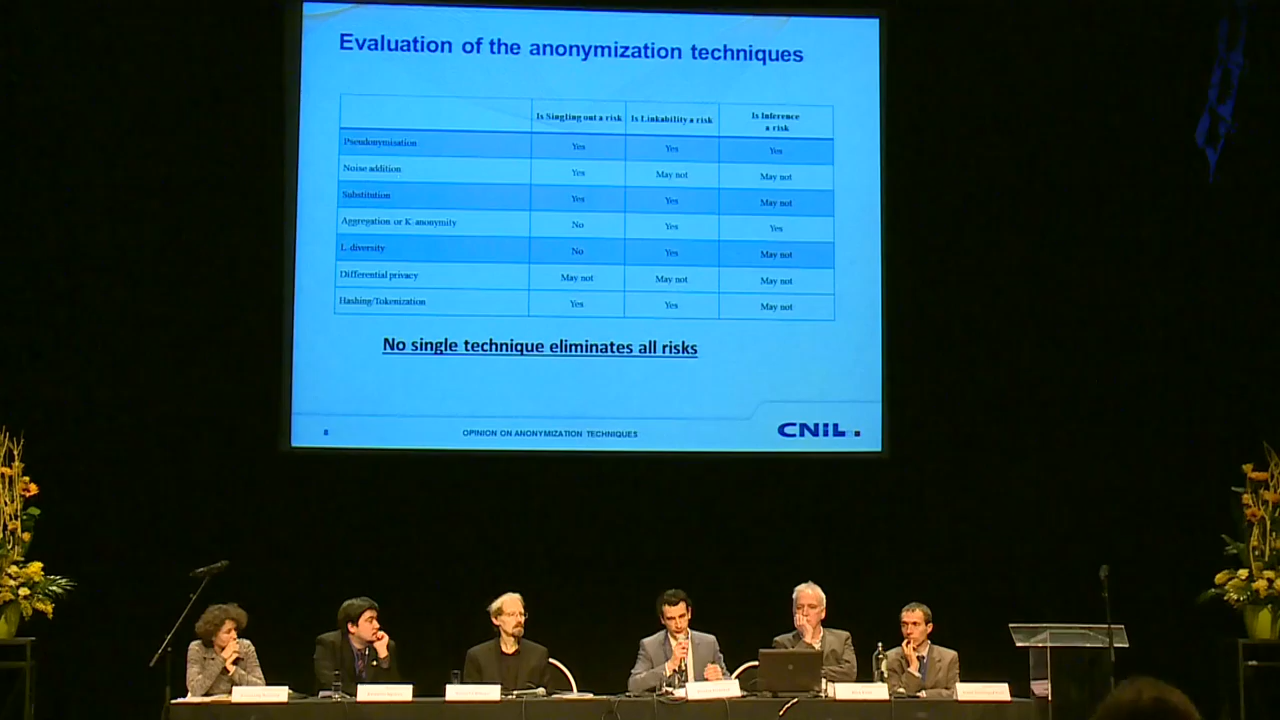 Evaluation of the anonymization techniques
Is Singling out a risk Is Linkability a risk Is Inference a risk
Pseudonymisation Yes Yes Yes
Noise addition Yes May not May not
Substitution Yes Yes May not
Aggregation or K anonymity No Yes Yes
L diversity No Yes May not
Differential privacy May not May not May not
Hashing/Tokenization Yes Yes May not
No single technique eliminates all risks
8 OPINION ON ANONYMIZATION TECHNIQUES CNIL